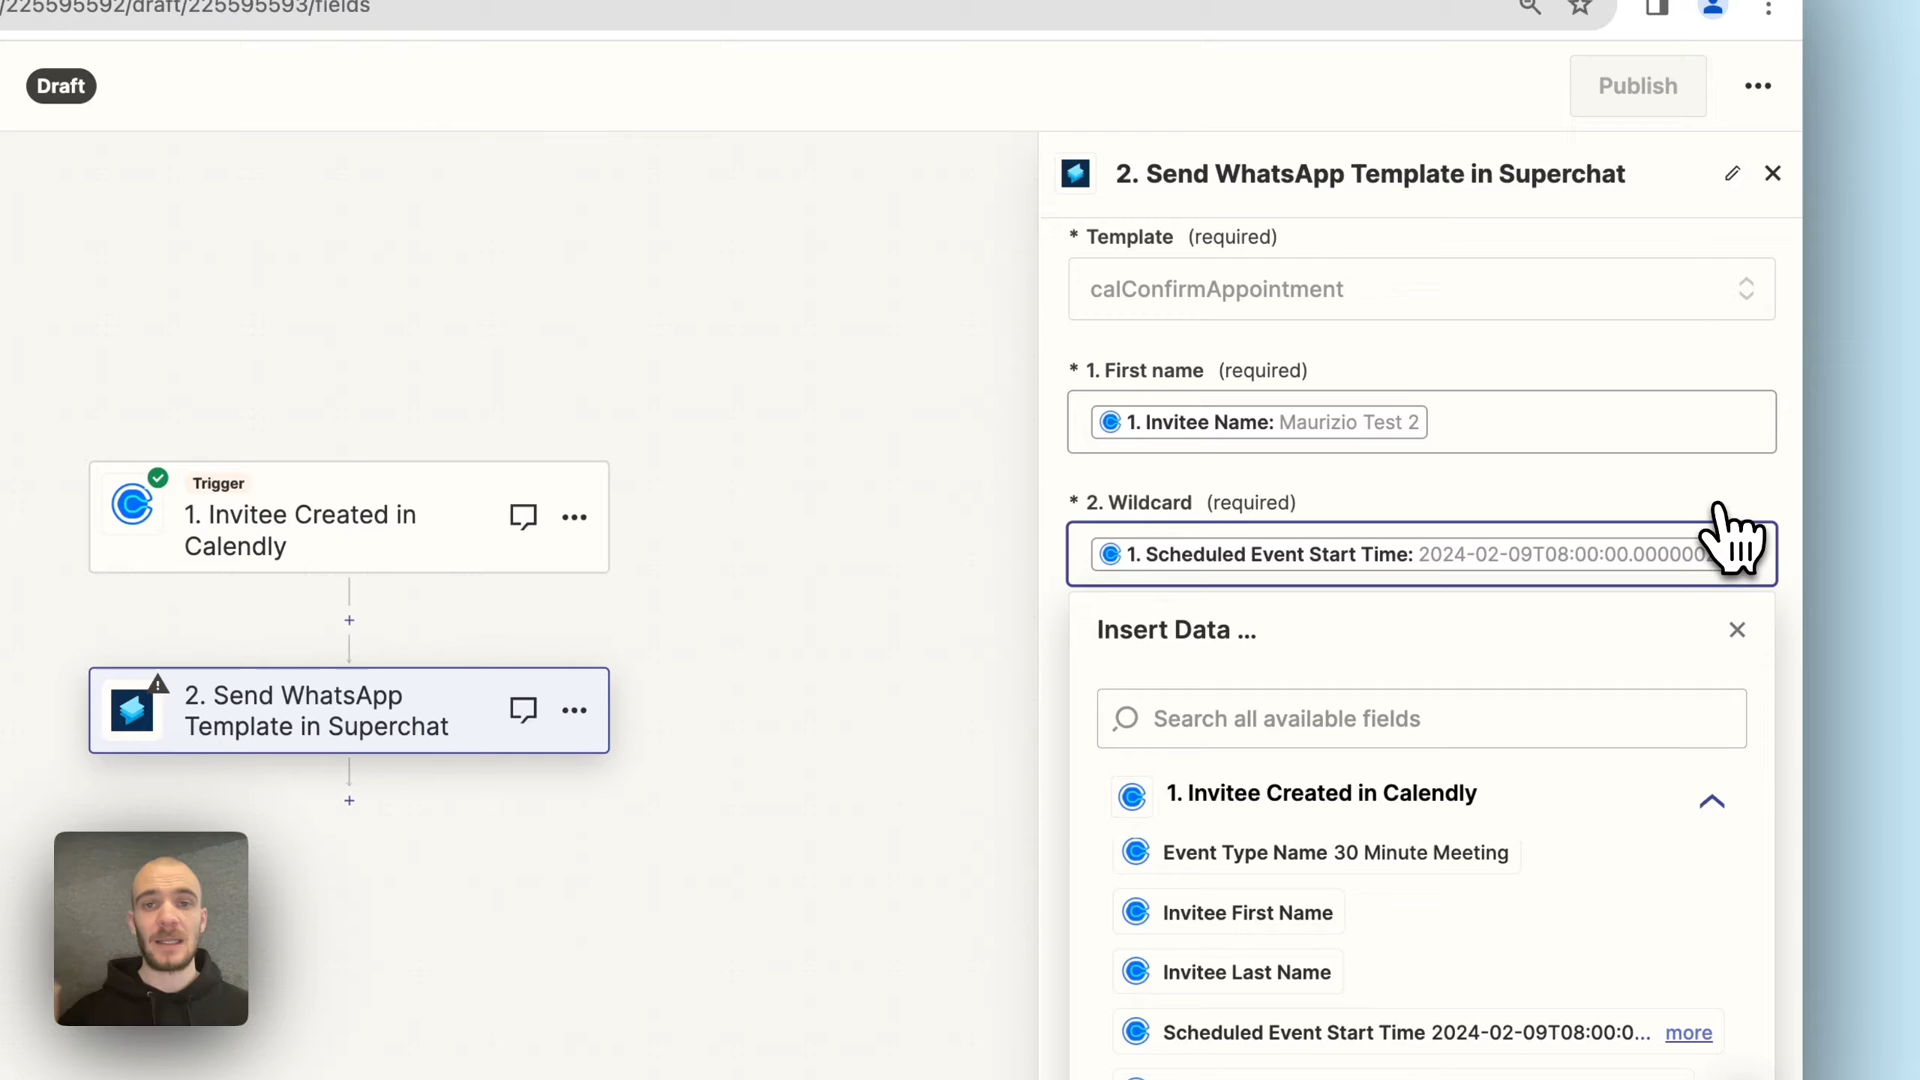 /225595592/draft/225595593/fields
Draft
Publish
2. Send WhatsApp Template in Superchat
* Template (required)
calConfirmAppointment
* 1. First name (required)
1. Invitee Name: Maurizio Test 2
* 2. Wildcard (required)
1. Scheduled Event Start Time: 2024-02-09T08:00:00.000000
Insert Data ...
Search all available fields
1. Invitee Created in Calendly
Event Type Name 30 Minute Meeting
Invitee First Name
Invitee Last Name
Scheduled Event Start Time 2024-02-09T08:00:0... more
Trigger
1. Invitee Created in
Calendly
2. Send WhatsApp
Template in Superchat